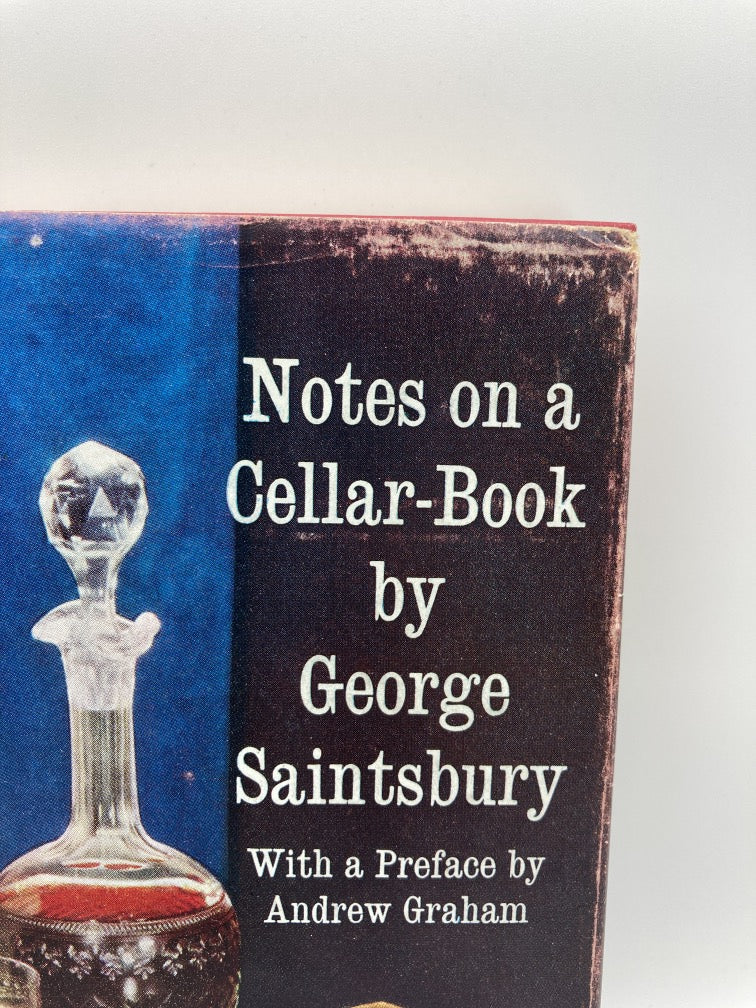 Notes on a
Cellar-Book
by
George
Saintsbury
With a Preface by
Andrew Graham